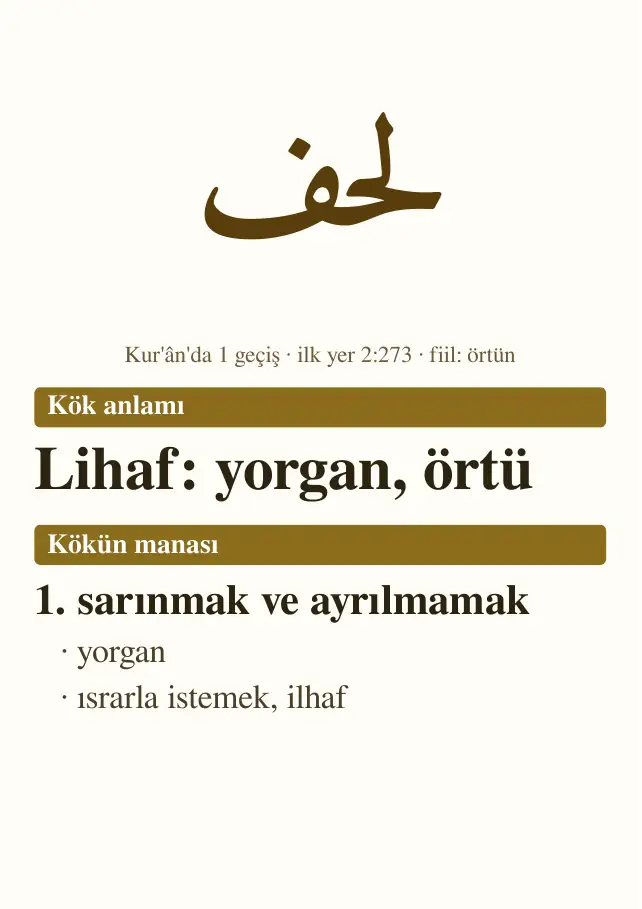 لحف
Kur'ân'da 1 geçiş · ilk yer 2:273 · fiil: örtün
Kök anlamı
Lihaf: yorgan, örtü
Kökün manası
1. sarınmak ve ayrılmamak
· yorgan
· ısrarla istemek, ilhaf